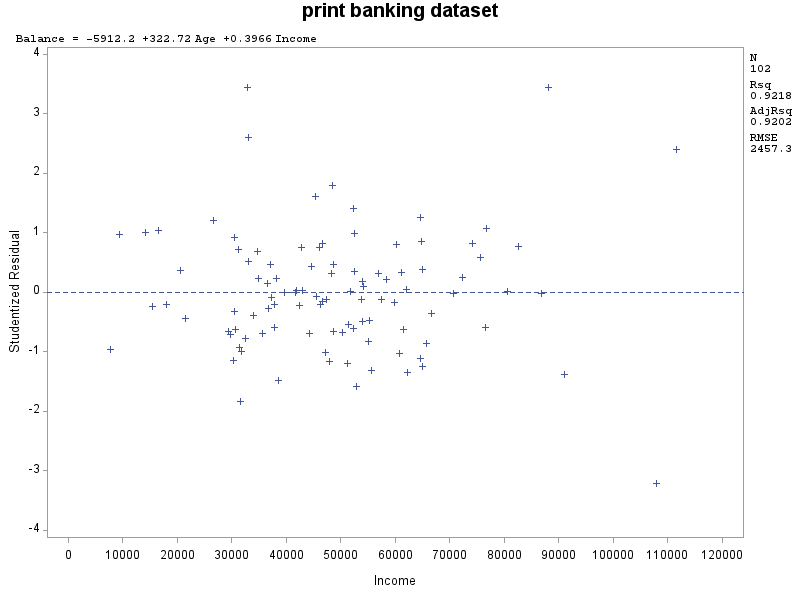 print banking dataset
Balance = -5912.2 +322.72 Age +0.3966 Income
N
102
Rsq
0.9218
AdjRsq
0.9202
RMSE
2457.3
4
3
2
1
0
-1
-2
-3
-4
Studentized Residual
0 10000 20000 30000 40000 50000 60000 70000 80000 90000 100000 110000 120000
Income